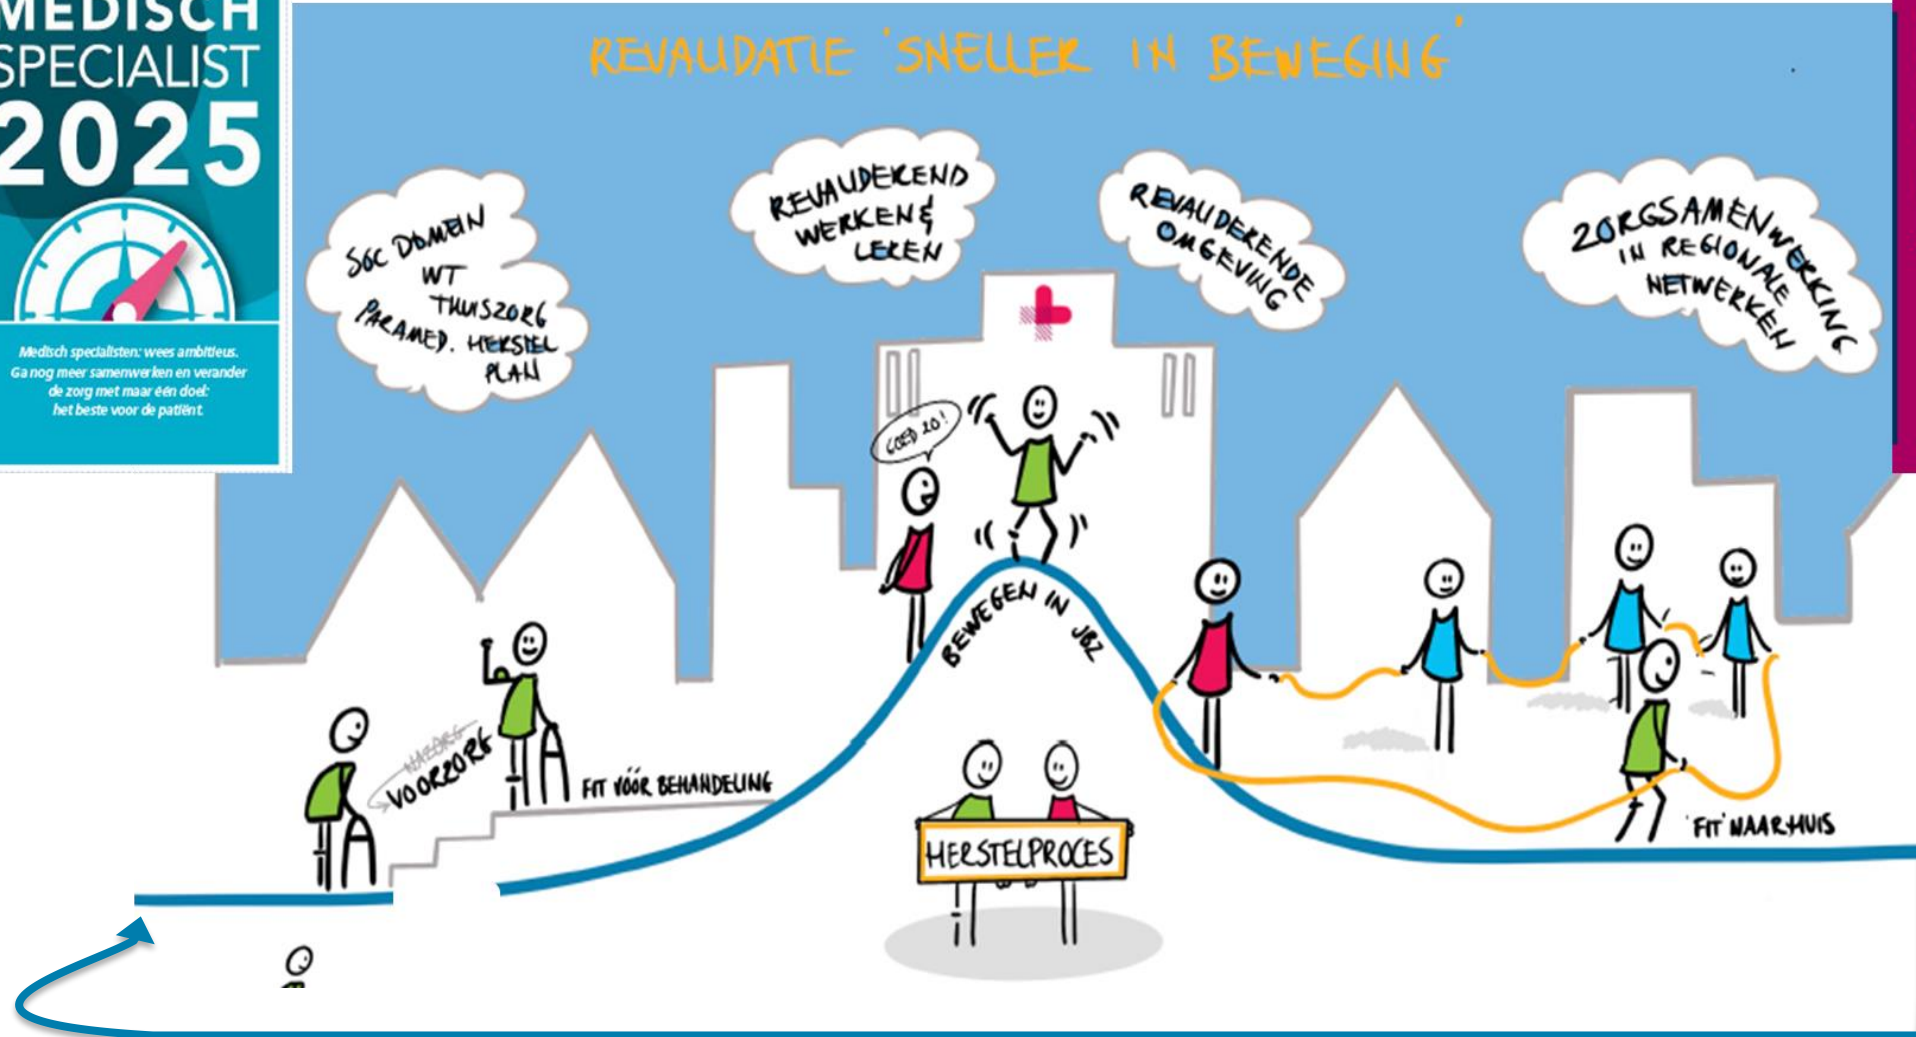 MEDISCH
SPECIALIST
2025
Medisch specialisten: wees ambitieus.
Ga nog meer samenwerken en verander
de zorg met maar één doel:
het beste voor de patiënt.
REVALIDATIE 'SNELLER IN BEWEGING'
SOC DOMEIN
WT
THUISZORG
PARAMED. HERSTEL
PLAN
REVALIDEREND
WERKEN &
LEREN
REVALIDERENDE
OMGEVING
ZORGSAMENWERKING
IN REGIONALE
NETWERKEN
GOED ZO!
BEWEGEN IN JBZ
NAZORG
VOORZORG
FIT VÓÓR BEHANDELING
HERSTELPROCES
'FIT' NAAR HUIS